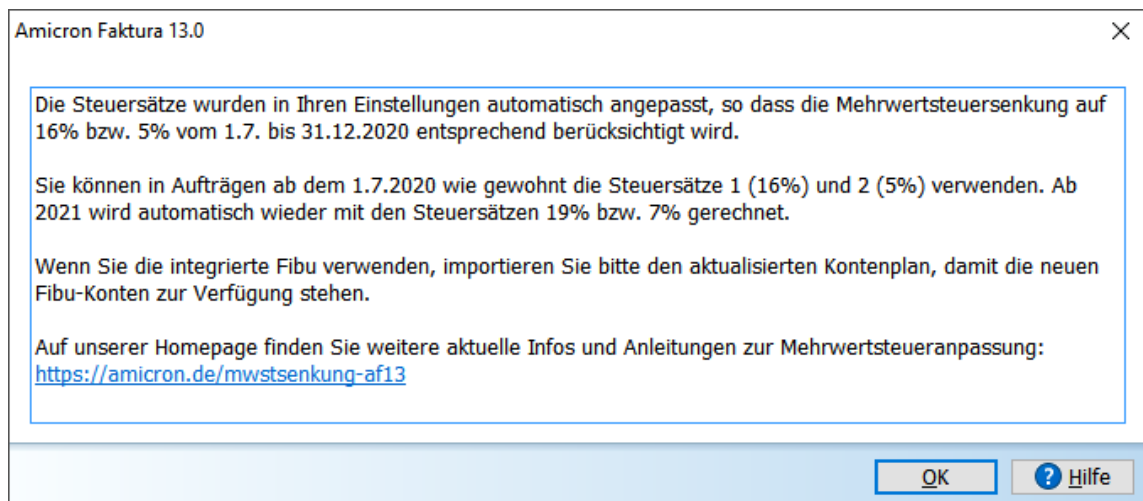 Amicron Faktura 13.0
Die Steuersätze wurden in Ihren Einstellungen automatisch angepasst, so dass die Mehrwertsteuersenkung auf
16% bzw. 5% vom 1.7. bis 31.12.2020 entsprechend berücksichtigt wird.
Sie können in Aufträgen ab dem 1.7.2020 wie gewohnt die Steuersätze 1 (16%) und 2 (5%) verwenden. Ab
2021 wird automatisch wieder mit den Steuersätzen 19% bzw. 7% gerechnet.
Wenn Sie die integrierte Fibu verwenden, importieren Sie bitte den aktualisierten Kontenplan, damit die neuen
Fibu-Konten zur Verfügung stehen.
Auf unserer Homepage finden Sie weitere aktuelle Infos und Anleitungen zur Mehrwertsteueranpassung:
https://amicron.de/mwstsenkung-af13
OK
Hilfe